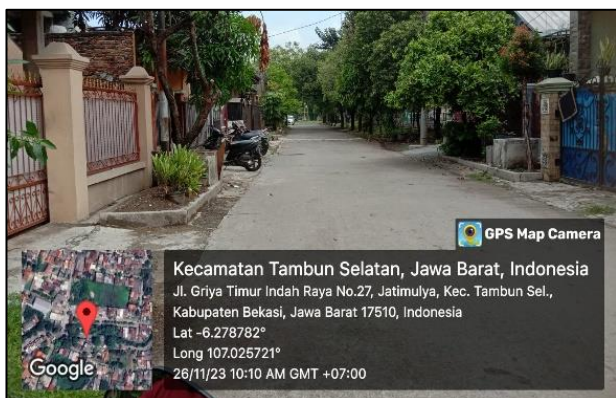 GPS Map Camera
Kecamatan Tambun Selatan, Jawa Barat, Indonesia
Jl. Griya Timur Indah Raya No.27, Jatimulya, Kec. Tambun Sel.,
Kabupaten Bekasi, Jawa Barat 17510, Indonesia
Lat -6.278782°
Long 107.025721°
26/11/23 10:10 AM GMT +07:00
Google